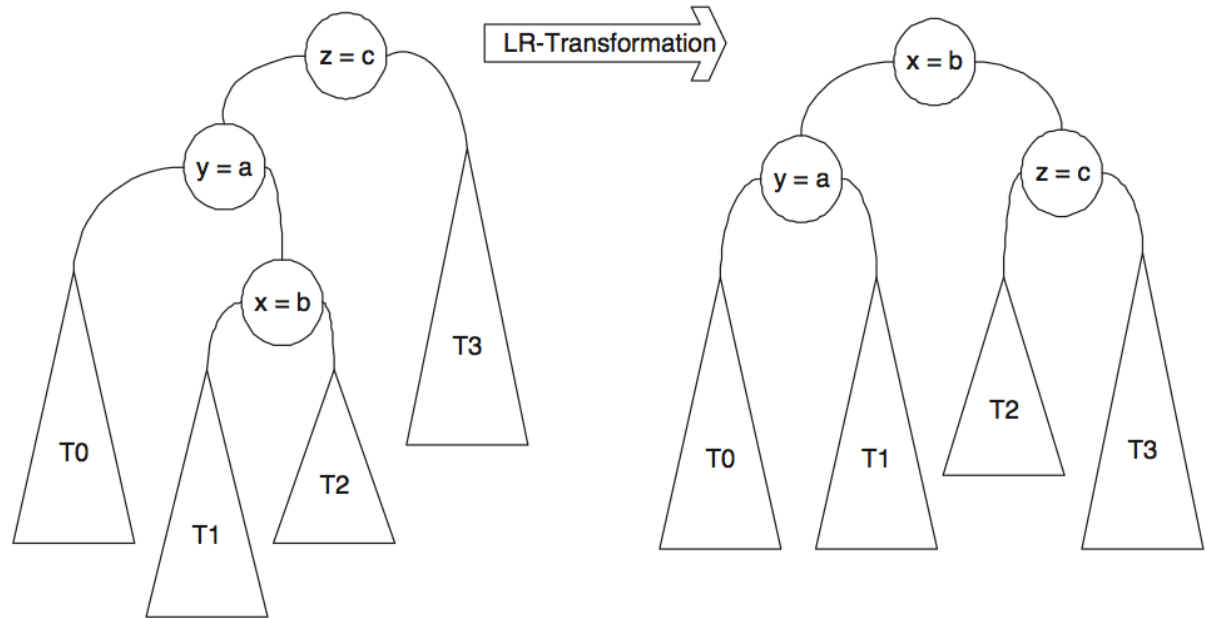 z = c
LR-Transformation
x = b
y = a
y = a
z = c
x = b
T3
T0
T2
T1
T0
T1
T2
T3